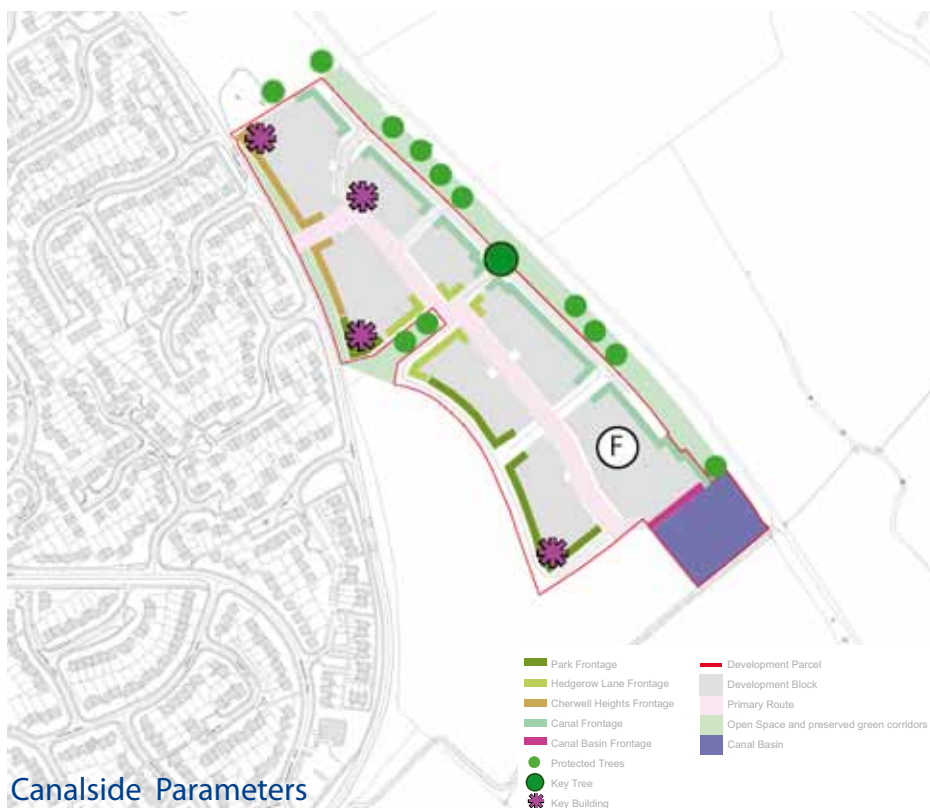 F
Park Frontage
Hedgerow Lane Frontage
Cherwell Heights Frontage
Canal Frontage
Canal Basin Frontage
Protected Trees
Key Tree
Key Building
Development Parcel
Development Block
Primary Route
Open Space and preserved green corridors
Canal Basin
Canalside Parameters